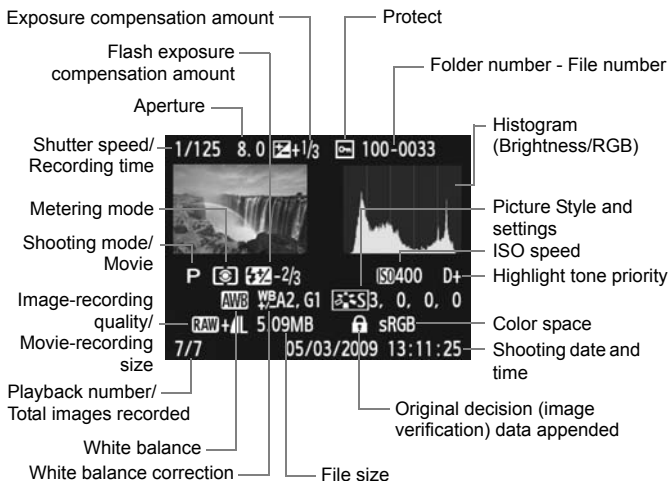 Exposure compensation amount
Protect
Flash exposure
compensation amount
Folder number - File number
Aperture
Histogram
(Brightness/RGB)
Shutter speed/
Recording time
1/125 8.0 +1/3 100-0033
Metering mode
Picture Style and
settings
Shooting mode/
Movie
ISO speed
P -2/3 ISO400 D+
Highlight tone priority
Image-recording
quality/
Movie-recording
size
AWB WB+/-A2, G1 S3, 0, 0, 0
RAW+L 5.09MB sRGB
Color space
7/7 05/03/2009 13:11:25
Shooting date and
time
Playback number/
Total images recorded
Original decision (image
verification) data appended
White balance
White balance correction
File size